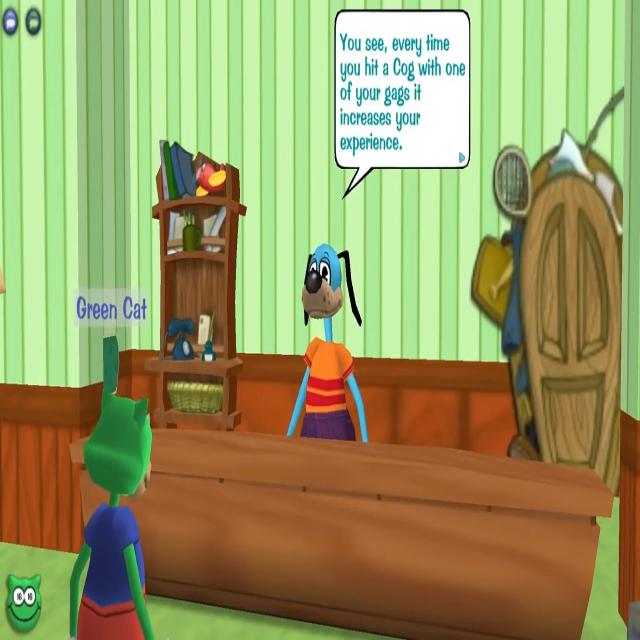 You see, every time
you hit a Cog with one
of your gags it
increases your
experience.
Green Cat